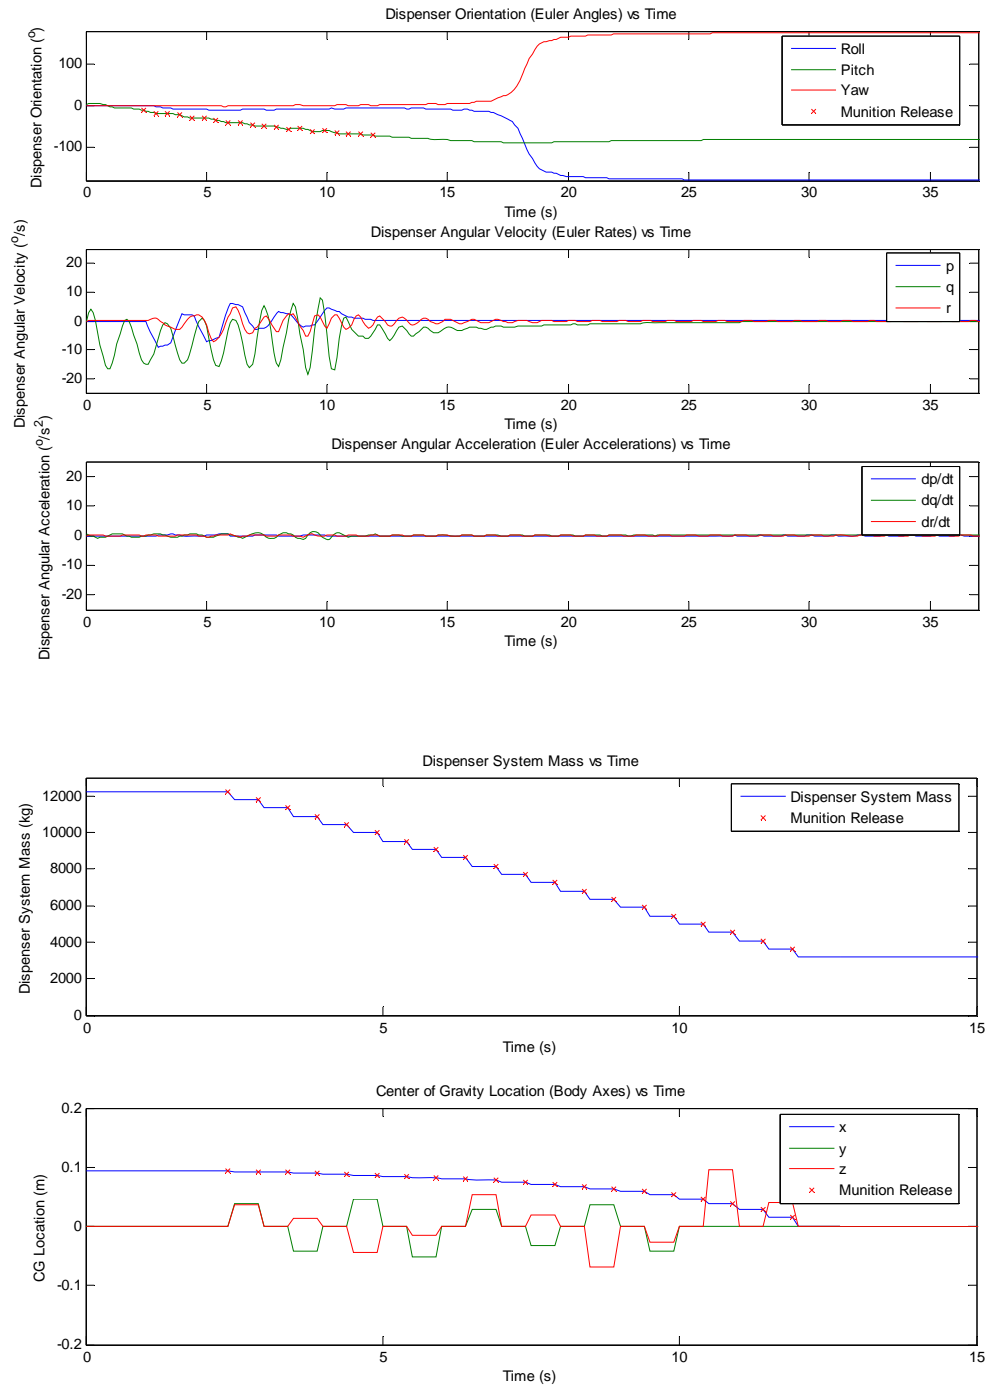 Dispenser Orientation (Euler Angles) vs Time
Dispenser Orientation (º)
100
0
-100
Roll
Pitch
Yaw
Munition Release
0 5 10 15 20 25 30 35
Time (s)
Dispenser Angular Velocity (Euler Rates) vs Time
Dispenser Angular Velocity (º/s)
20
10
0
-10
-20
p
q
r
0 5 10 15 20 25 30 35
Time (s)
Dispenser Angular Acceleration (Euler Accelerations) vs Time
Dispenser Angular Acceleration (º/s²)
20
10
0
-10
-20
dp/dt
dq/dt
dr/dt
0 5 10 15 20 25 30 35
Time (s)
Dispenser System Mass vs Time
Dispenser System Mass (kg)
12000
10000
8000
6000
4000
2000
0
Dispenser System Mass
Munition Release
0 5 10 15
Time (s)
Center of Gravity Location (Body Axes) vs Time
CG Location (m)
0.2
0.1
0
-0.1
-0.2
x
y
z
Munition Release
0 5 10 15
Time (s)